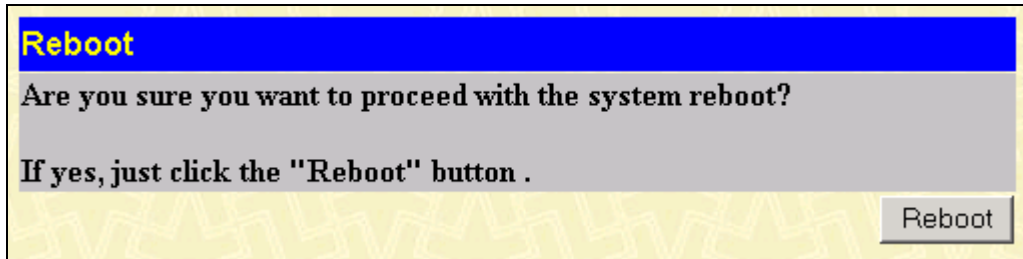 Reboot
Are you sure you want to proceed with the system reboot?
If yes, just click the "Reboot" button .
Reboot